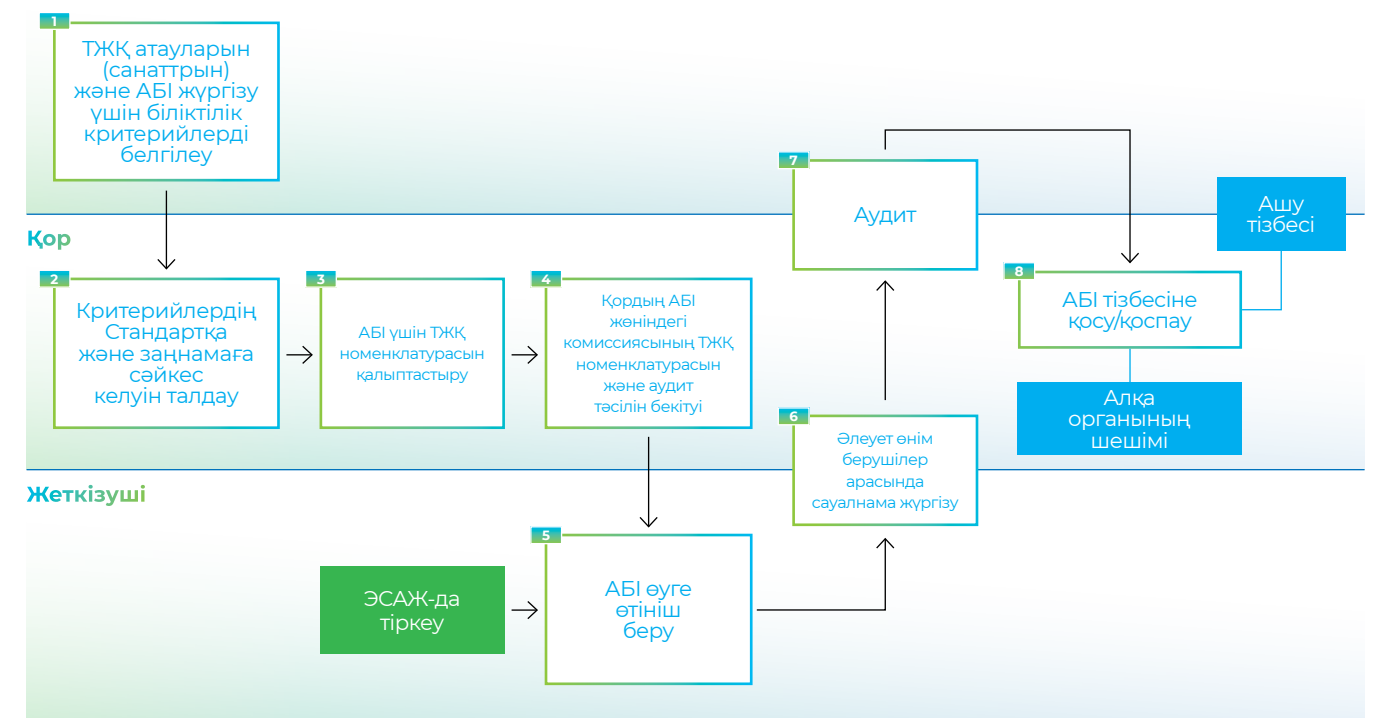 1
ТЖҚ атауларын
(санаттрын)
және АБІ жүргізу
үшін біліктілік
критерийлерді
белгілеу
Қор
2
Критерийлердің
Стандартқа
және заңнамаға
сәйкес
келуін талдау
3
АБІ үшін ТЖҚ
номенклатурасын
қалыптастыру
4
Қордың АБІ
жөніндегі
комиссиясының ТЖҚ
номенклатурасын
және аудит
тәсілін бекітуі
Жеткізуші
ЭСАЖ-да
тіркеу
5
АБІ өуге
өтініш
беру
6
Әлеует өнім
берушілер
арасында
сауалнама жүргізу
7
Аудит
8
АБІ тізбесіне
қосу/қоспау
Ашу
тізбесі
Алқа
органының
шешімі